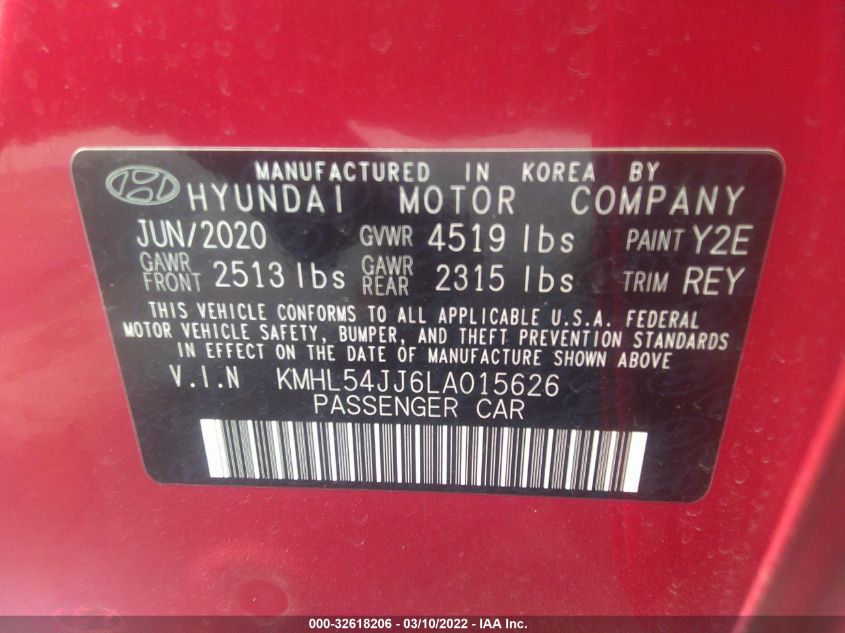 MANUFACTURED IN KOREA BY
HYUNDAI MOTOR COMPANY
JUN/2020 GVWR 4519 lbs PAINT Y2E
GAWR FRONT 2513 lbs GAWR REAR 2315 lbs TRIM REY
THIS VEHICLE CONFORMS TO ALL APPLICABLE U.S.A. FEDERAL
MOTOR VEHICLE SAFETY, BUMPER, AND THEFT PREVENTION STANDARDS
IN EFFECT ON THE DATE OF MANUFACTURE SHOWN ABOVE
V.I.N KMHL54JJ6LA015626
PASSENGER CAR
000-32618206 - 03/10/2022 - IAA Inc.